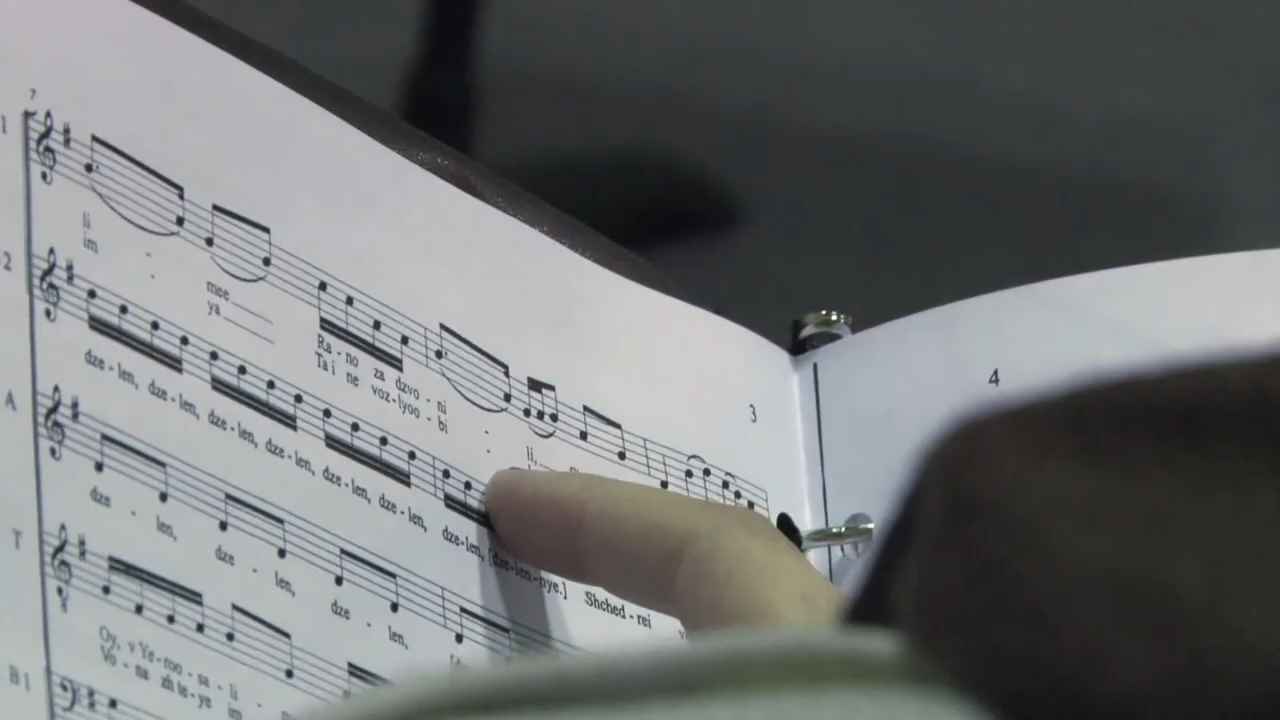 7
1
li mee Ra - no za dzvo - ni li,
im ya Ta i ne voz - lyoo - bi
2
dze - len, dze - len, dze - len, dze - len, dze - len, dze - len, dze - len, [dze - len - nye.] Shched - rei
A
dze - len, dze - len, dze - len,
T
Oy, v Ye - roo - sa - li
Vo - na zh te - ye im
B 1
3
4